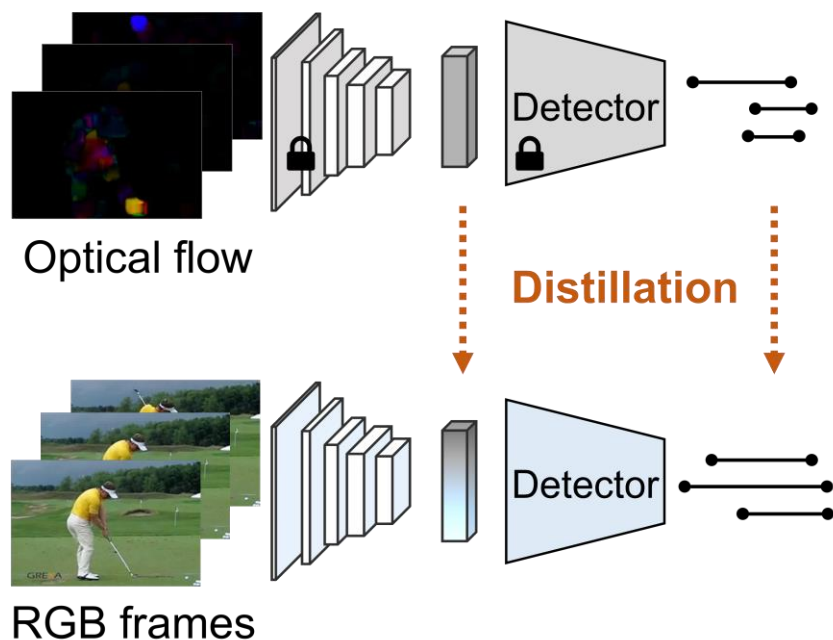 Detector
Optical flow
Distillation
Detector
RGB frames